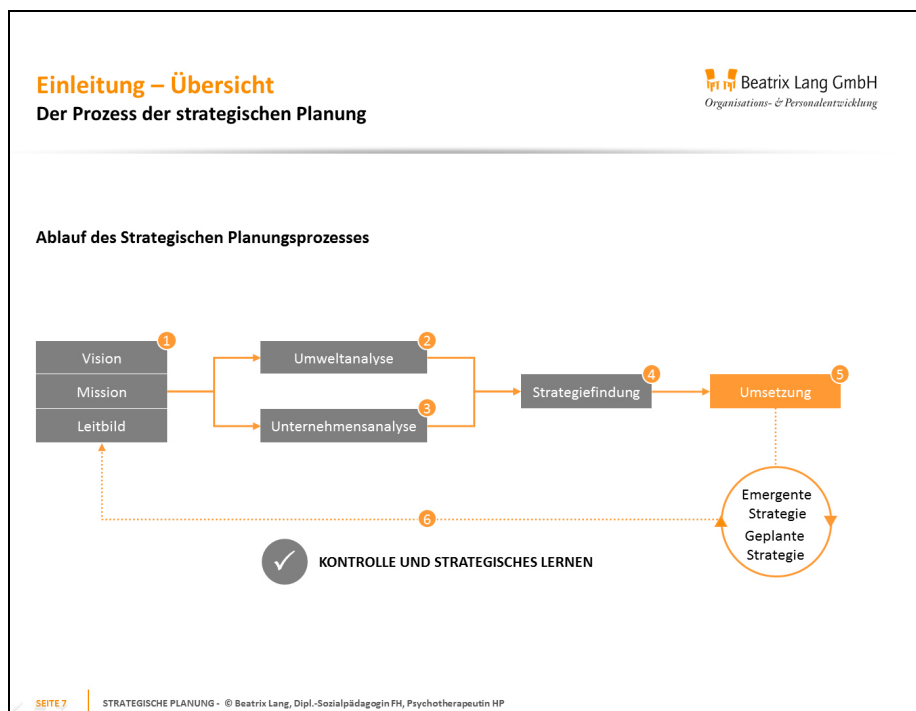 Einleitung – Übersicht
Der Prozess der strategischen Planung
Beatrix Lang GmbH
Organisations- & Personalentwicklung
Ablauf des Strategischen Planungsprozesses
1
Vision
Mission
Leitbild
2
Umweltanalyse
3
Unternehmensanalyse
4
Strategiefindung
5
Umsetzung
Emergente
Strategie
Geplante
Strategie
6
KONTROLLE UND STRATEGISCHES LERNEN
SEITE 7
STRATEGISCHE PLANUNG - © Beatrix Lang, Dipl.-Sozialpädagogin FH, Psychotherapeutin HP